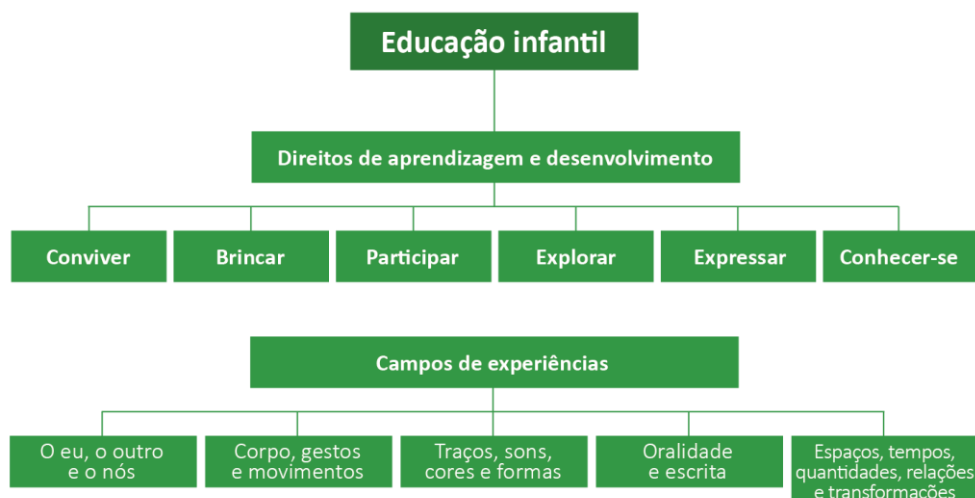 Educação infantil
Direitos de aprendizagem e desenvolvimento
Conviver
Brincar
Participar
Explorar
Expressar
Conhecer-se
Campos de experiências
O eu, o outro
e o nós
Corpo, gestos
e movimentos
Traços, sons,
cores e formas
Oralidade
e escrita
Espaços, tempos,
quantidades, relações
e transformações